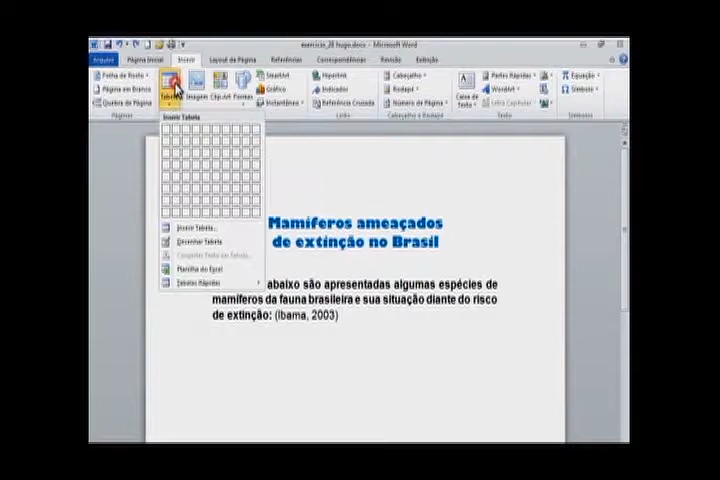 exercicio_28 hugo.docx - Microsoft Word
Arquivo Página Inicial Inserir Layout da Página Referências Correspondências Revisão Exibição
Folha de Rosto
Página em Branco
Quebra de Página
Páginas
Tabela Imagem Clip-Art Formas
SmartArt
Gráfico
Instantâneo
Hiperlink
Indicador
Referência Cruzada
Links
Cabeçalho
Rodapé
Número de Página
Cabeçalho e Rodapé
Caixa de Texto
Partes Rápidas
WordArt
Letra Capitular
Texto
Equação
Símbolo
Símbolos
Inserir Tabela
Inserir Tabela...
Desenhar Tabela
Converter Texto em Tabela...
Planilha do Excel
Tabelas Rápidas
Mamíferos ameaçados
de extinção no Brasil
abaixo são apresentadas algumas espécies de
mamíferos da fauna brasileira e sua situação diante do risco
de extinção: (Ibama, 2003)